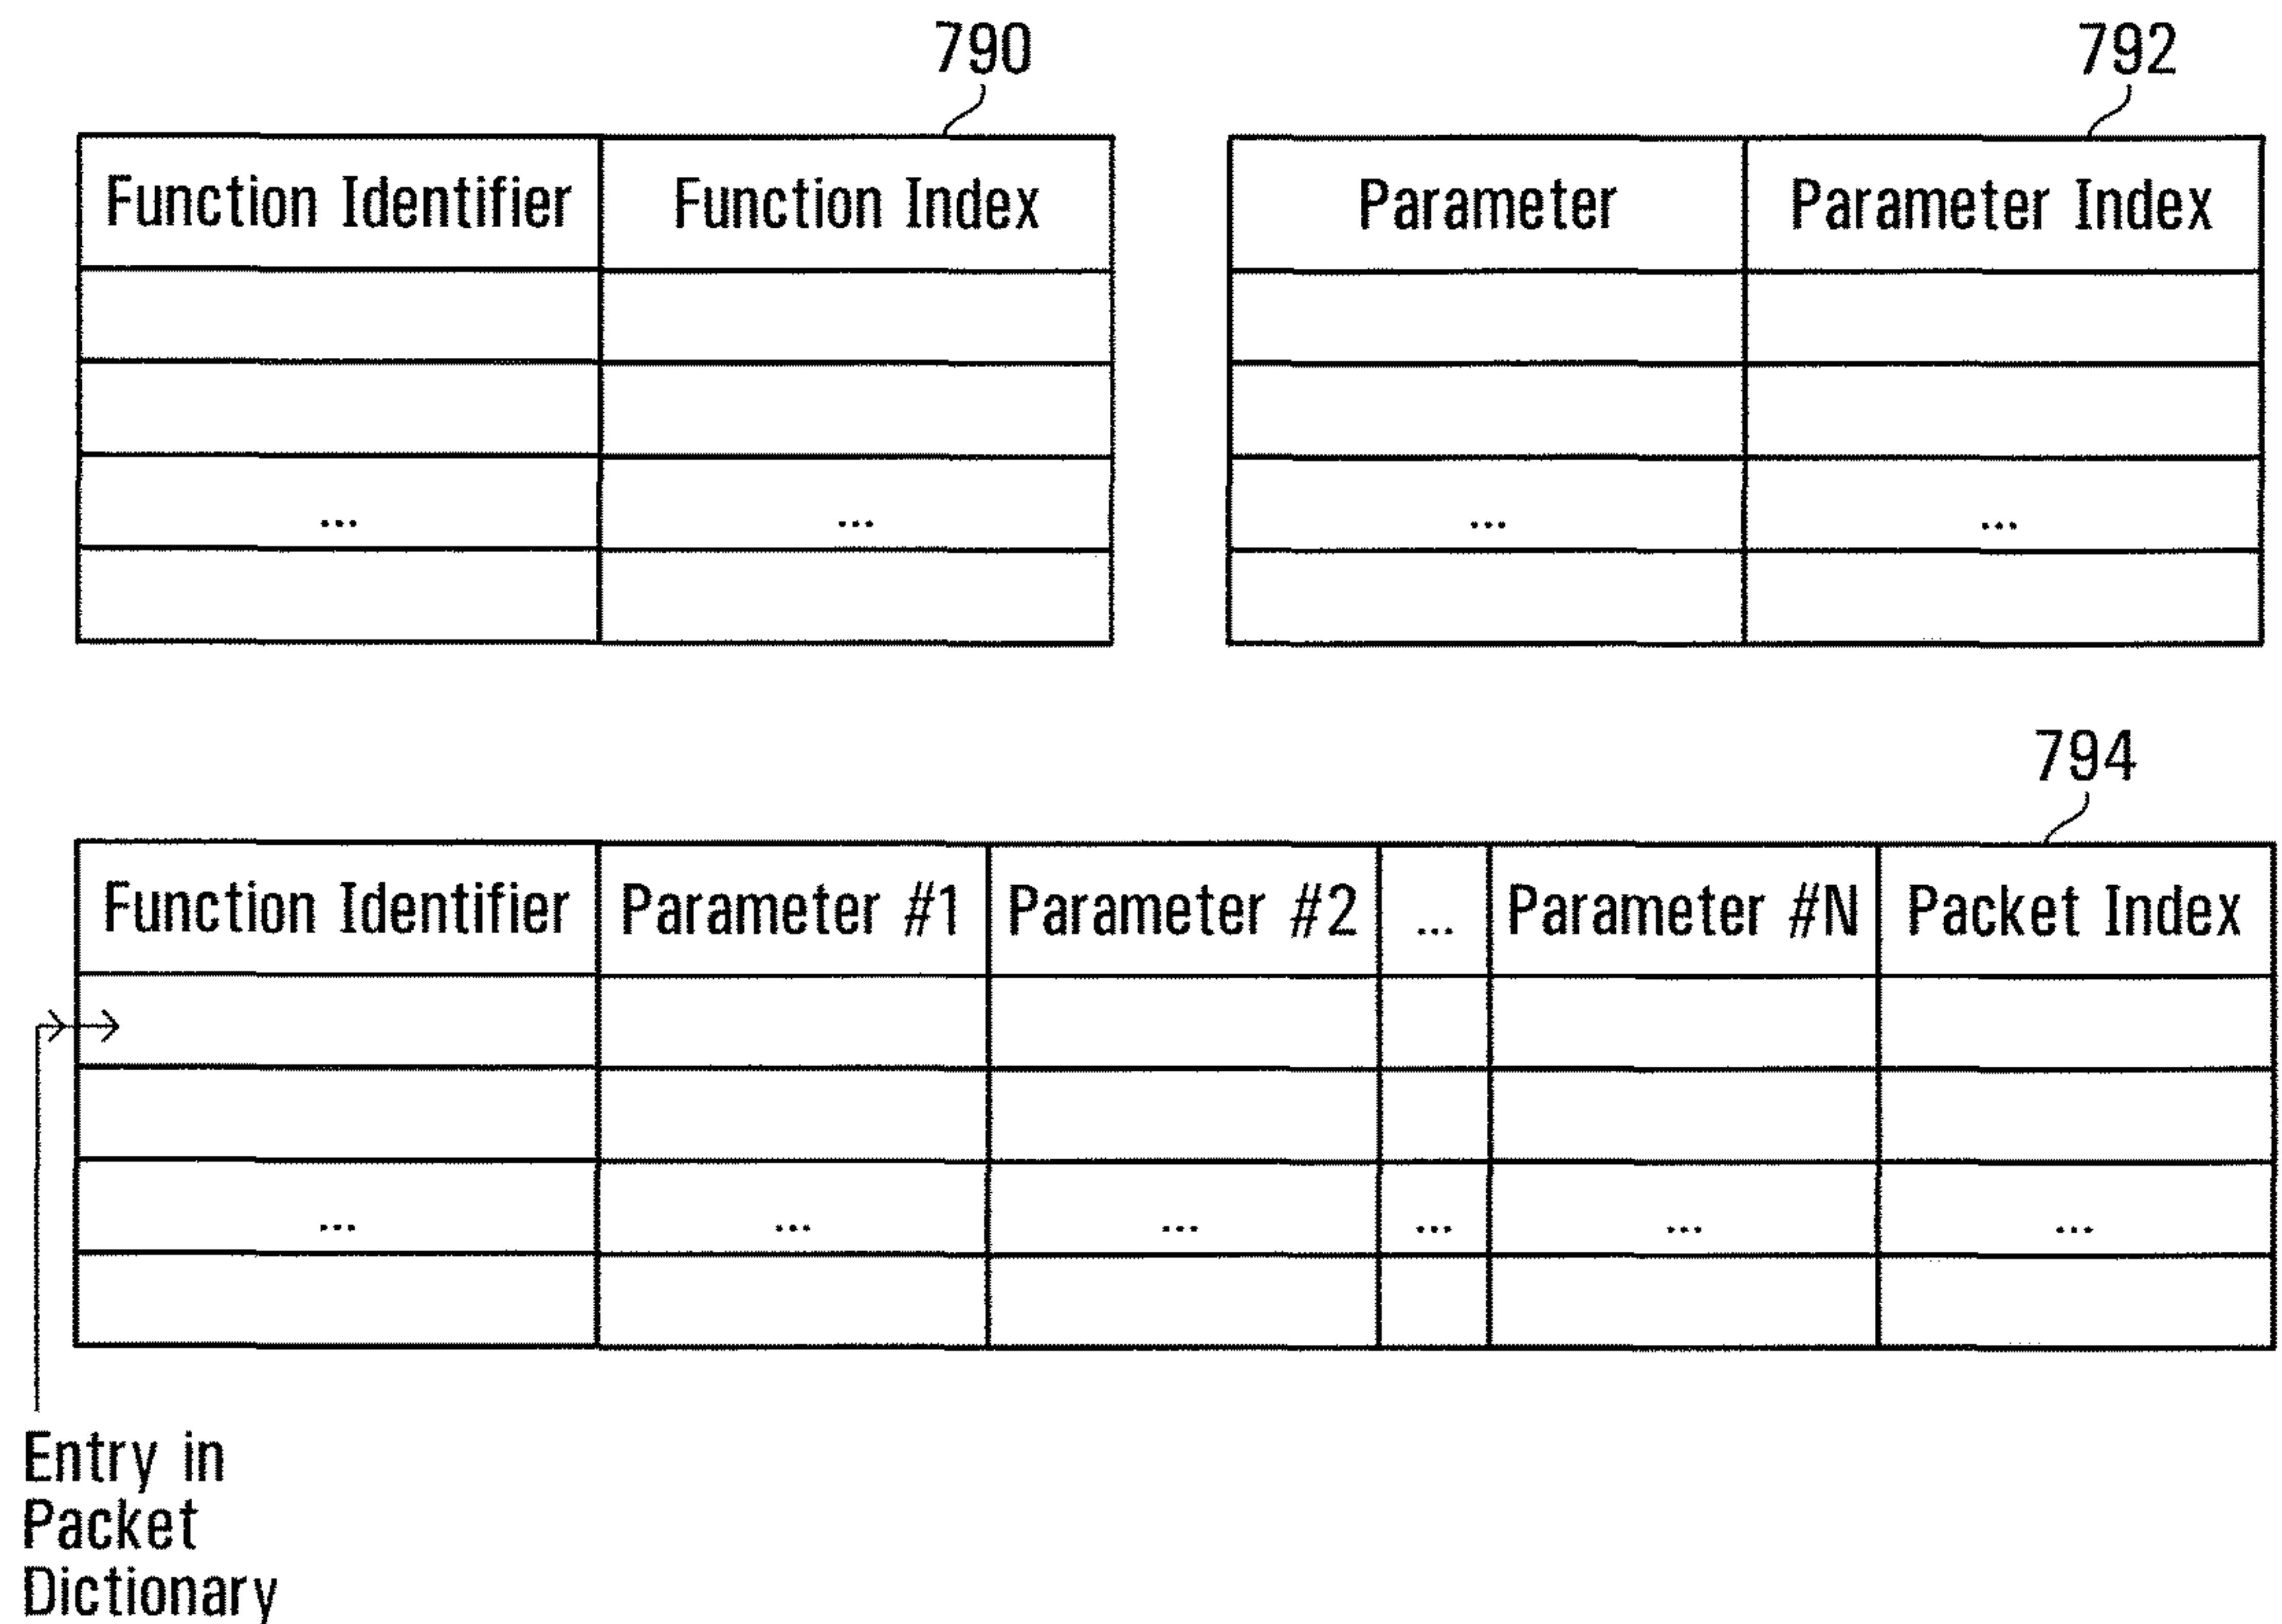 790
792
Function Identifier Function Index
Parameter Parameter Index
... ...
... ...
794
Function Identifier Parameter #1 Parameter #2 ... Parameter #N Packet Index
... ... ... ... ... ...
Entry in
Packet
Dictionary